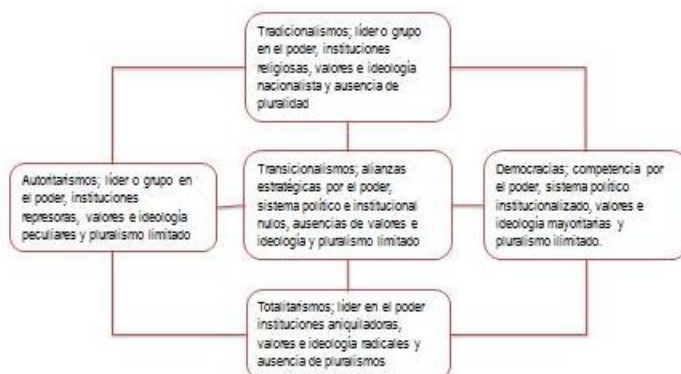 Tradicionalismos; líder o grupo
en el poder, instituciones
religiosas, valores e ideología
nacionalista y ausencia de
pluralidad
Autoritarismos; líder o grupo en
el poder, instituciones
represoras, valores e ideología
peculiares y pluralismo limitado
Transicionalismos; alianzas
estratégicas por el poder,
sistema político e institucional
nulos, ausencias de valores e
ideología y pluralismo limitado
Democracias; competencia por
el poder, sistema político
institucionalizado, valores e
ideología mayoritarias y
pluralismo ilimitado.
Totalitarismos; líder en el poder
instituciones aniquiladoras,
valores e ideología radicales y
ausencia de pluralismos